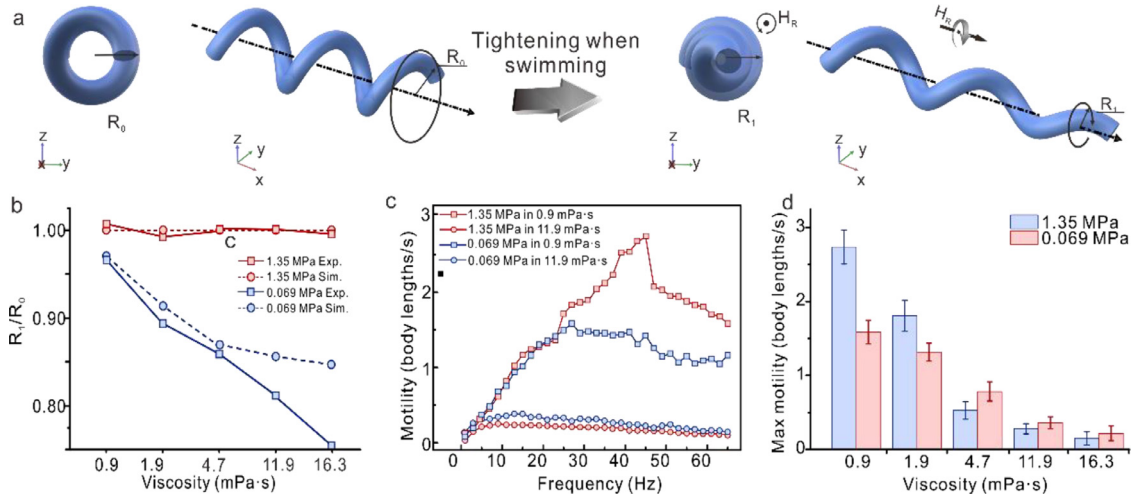 a
R₀
z
y
x
R₀
z
y
x
Tightening when
swimming
H_R
R₁
z
y
x
H_R
R₁
z
y
x
b
R₁/R₀
1.00
0.90
0.80
C
1.35 MPa Exp.
1.35 MPa Sim.
0.069 MPa Exp.
0.069 MPa Sim.
0.9 1.9 4.7 11.9 16.3
Viscosity (mPa·s)
c
Motility (body lengths/s)
3
2
1
0
1.35 MPa in 0.9 mPa·s
1.35 MPa in 11.9 mPa·s
0.069 MPa in 0.9 mPa·s
0.069 MPa in 11.9 mPa·s
0 10 20 30 40 50 60
Frequency (Hz)
d
Max motility (body lengths/s)
3
2
1
0
1.35 MPa
0.069 MPa
0.9 1.9 4.7 11.9 16.3
Viscosity (mPa·s)